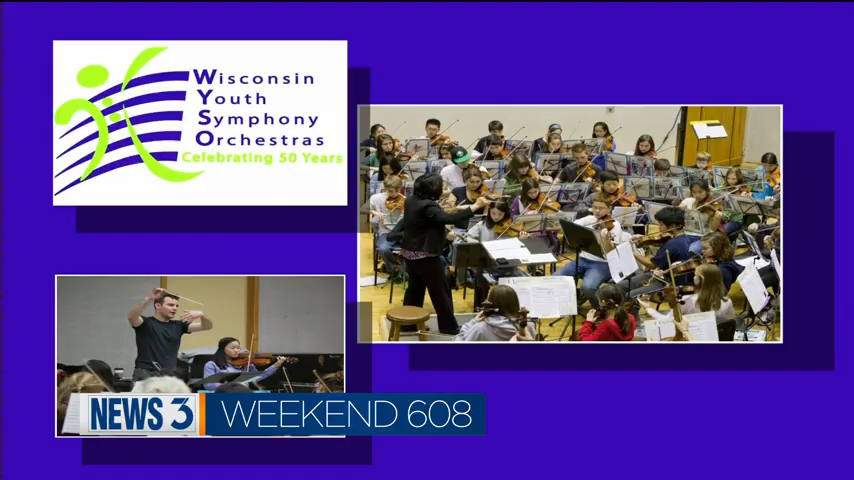 Wisconsin
Youth
Symphony
Orchestras
Celebrating 50 Years
NEWS 3
WEEKEND 608